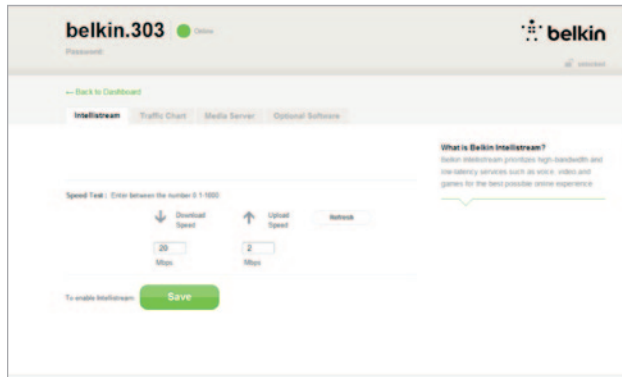 belkin.303
Online
belkin
Password:
← Back to Dashboard
Intellistream
Traffic Chart
Media Server
Optional Software
What is Belkin Intellistream?
Belkin Intellistream prioritizes high-bandwidth and
low-latency services such as voice, video and
games for the best possible online experience.
Speed Test : Enter between the number 0.1-1000
Download
Speed
Upload
Speed
Refresh
20
2
Mbps
Mbps
To enable Intellistream:
Save